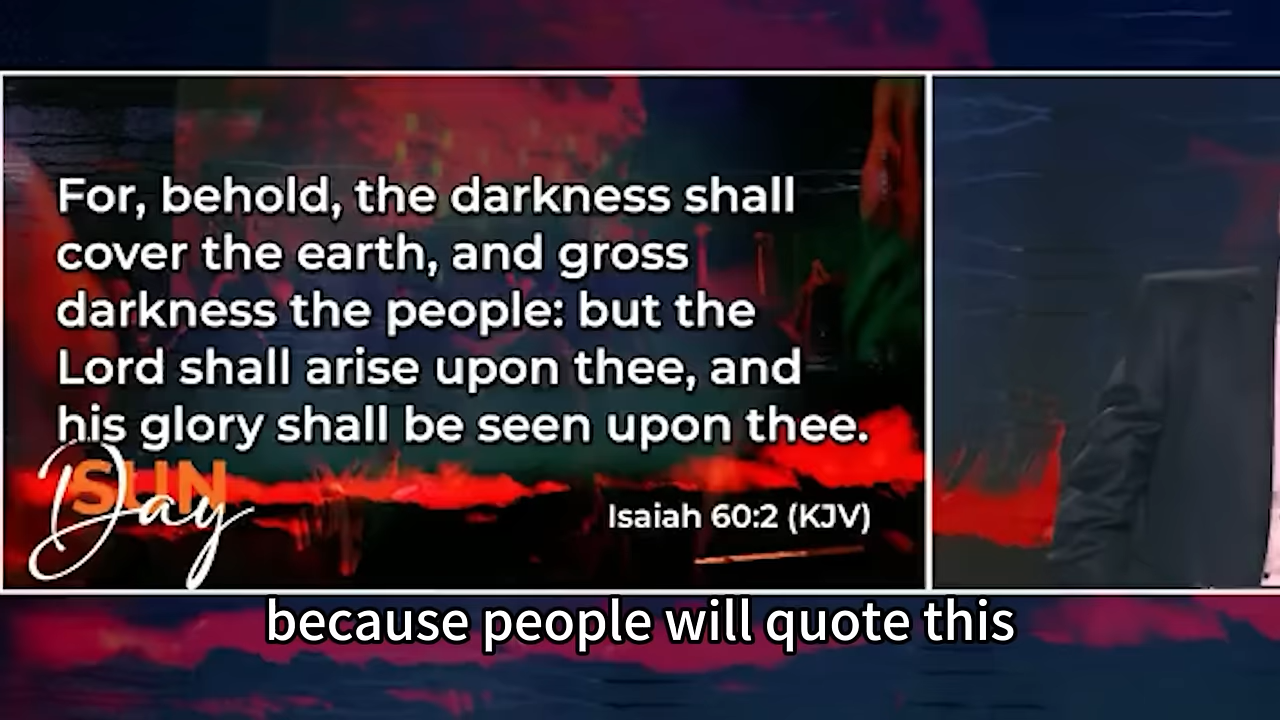 For, behold, the darkness shall
cover the earth, and gross
darkness the people: but the
Lord shall arise upon thee, and
his glory shall be seen upon thee.
SUN
Day
Isaiah 60:2 (KJV)
because people will quote this